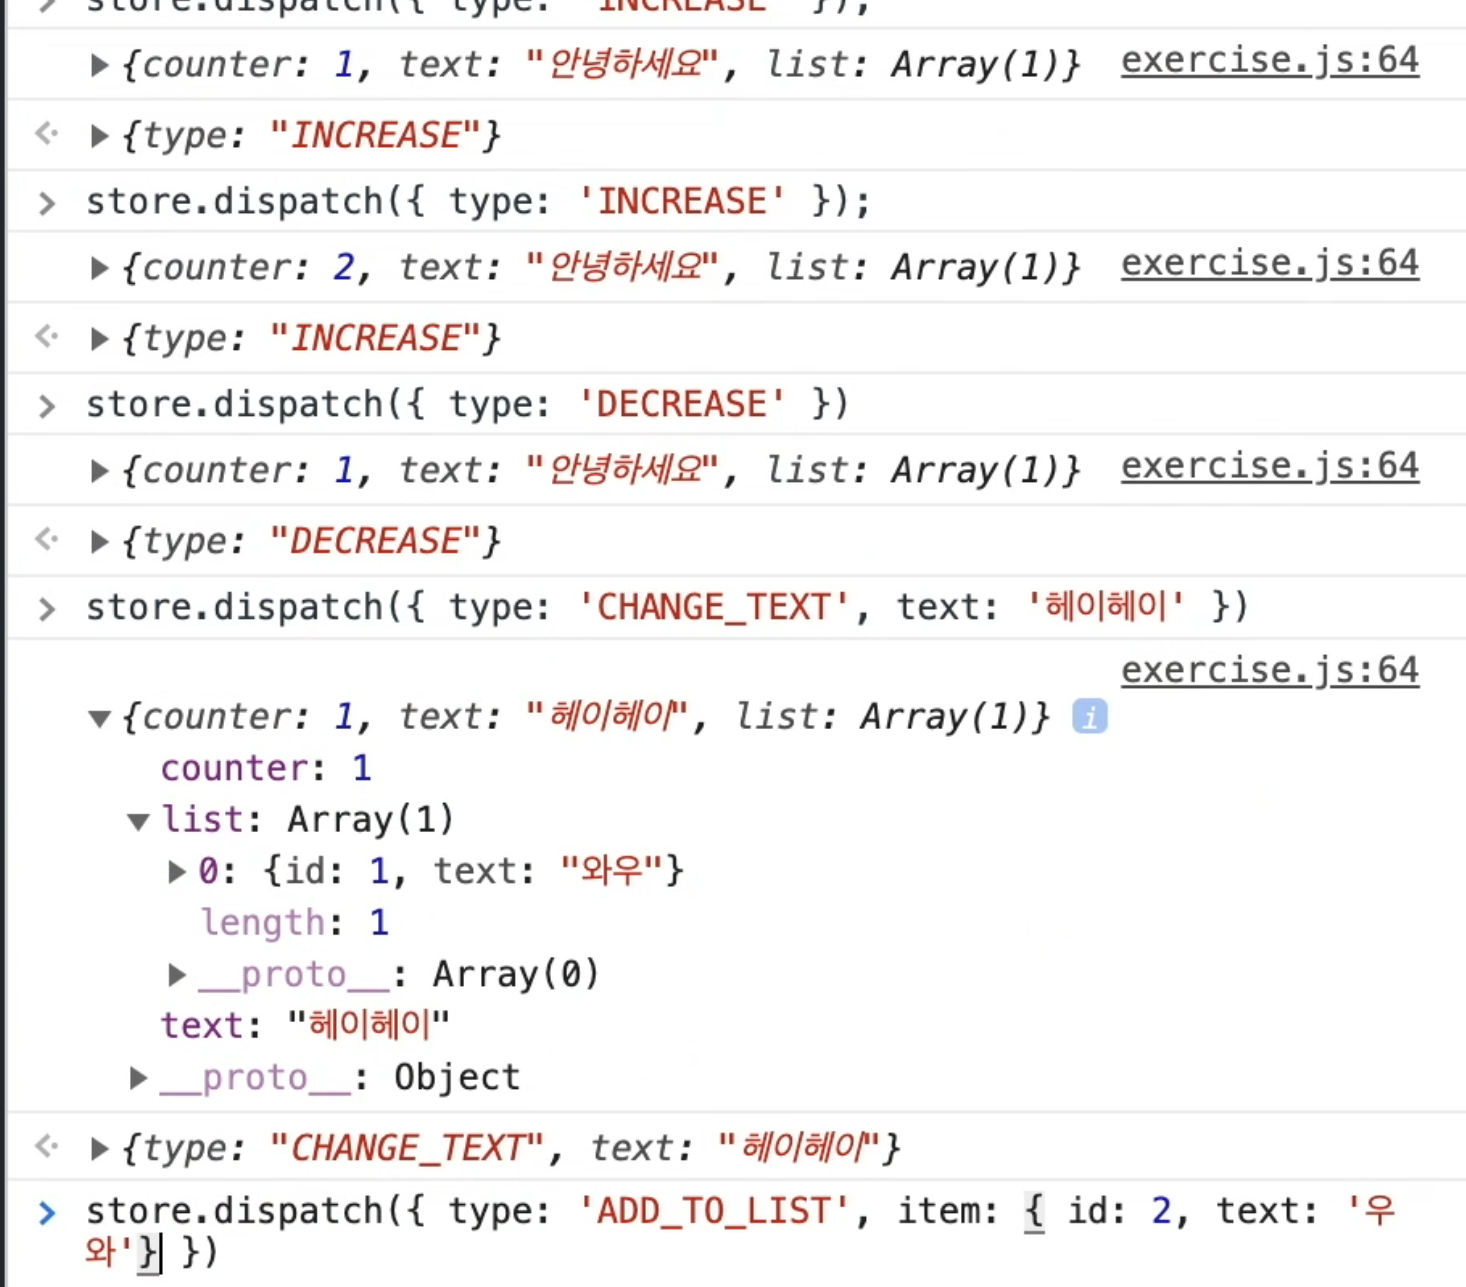 store.dispatch({ type: 'INCREASE' });
{counter: 1, text: "안녕하세요", list: Array(1)} exercise.js:64
{type: "INCREASE"}
store.dispatch({ type: 'INCREASE' });
{counter: 2, text: "안녕하세요", list: Array(1)} exercise.js:64
{type: "INCREASE"}
store.dispatch({ type: 'DECREASE' })
{counter: 1, text: "안녕하세요", list: Array(1)} exercise.js:64
{type: "DECREASE"}
store.dispatch({ type: 'CHANGE_TEXT', text: '헤이헤이' })
exercise.js:64
{counter: 1, text: "헤이헤이", list: Array(1)} i
counter: 1
list: Array(1)
0: {id: 1, text: "와우"}
length: 1
__proto__: Array(0)
text: "헤이헤이"
__proto__: Object
{type: "CHANGE_TEXT", text: "헤이헤이"}
store.dispatch({ type: 'ADD_TO_LIST', item: { id: 2, text: '우
와'} })